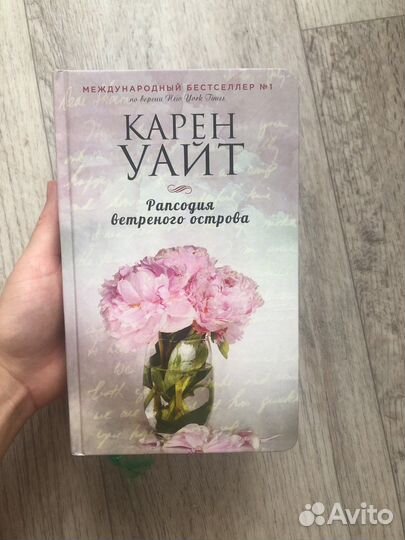 МЕЖДУНАРОДНЫЙ БЕСТСЕЛЛЕР №1
по версии New York Times
КАРЕН
УАЙТ
Рапсодия
ветреного острова
Avito